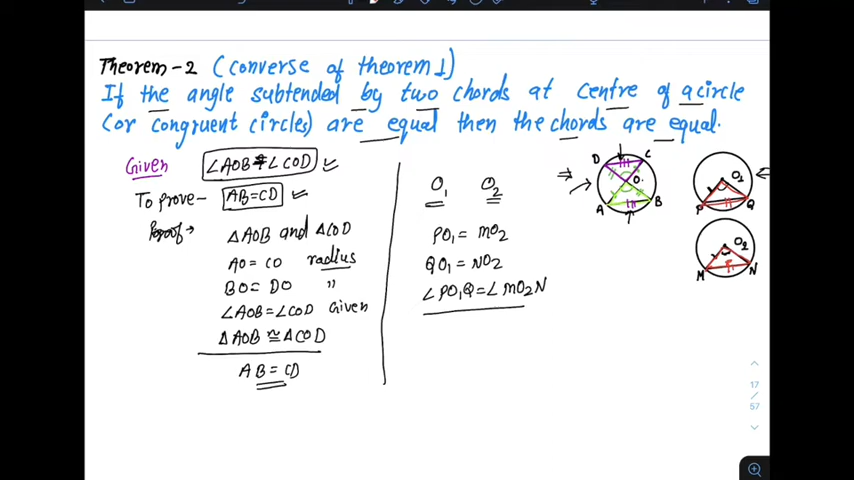 Theorem-2 (converse of theorem 1)
If the angle subtended by two chords at centre of a circle
(or congruent circles) are equal then the chords are equal.
Given ∠AOB = ∠COD
To prove- AB=CD
Proof→ ΔAOB and ΔCOD
AO = CO radius
BO = DO "
∠AOB=∠COD Given
ΔAOB ≅ ΔCOD
AB = CD
O₁ O₂
PO₁ = MO₂
QO₁ = NO₂
∠PO₁Q = ∠MO₂N
D C
O.
A B
O₂
P Q
O₂
M N
17
/
57